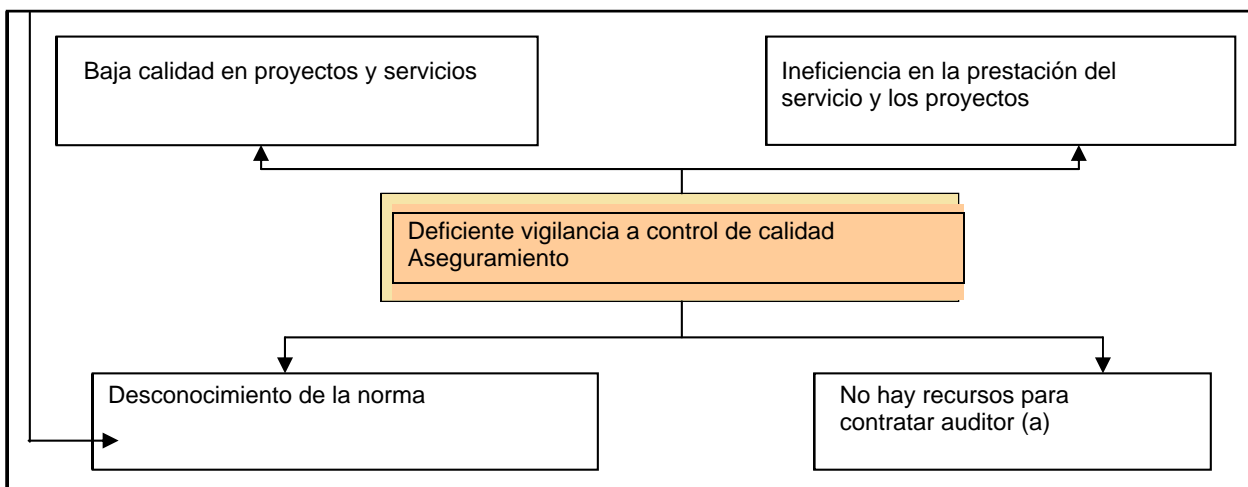 Baja calidad en proyectos y servicios
Ineficiencia en la prestación del
servicio y los proyectos
Deficiente vigilancia a control de calidad
Aseguramiento
Desconocimiento de la norma
No hay recursos para
contratar auditor (a)